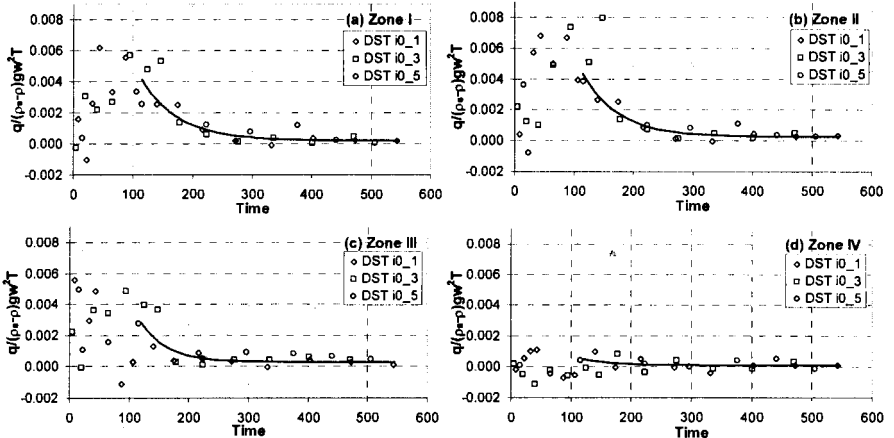 (a) Zone I
DST i0_1
DST i0_3
DST i0_5
q/(ρs-ρ)gw²T
0.008
0.006
0.004
0.002
0.000
-0.002
0 100 200 300 400 500 600
Time
(b) Zone II
DST i0_1
DST i0_3
DST i0_5
q/(ρs-ρ)gw²T
0.008
0.006
0.004
0.002
0.000
-0.002
0 100 200 300 400 500 600
Time
(c) Zone III
DST i0_1
DST i0_3
DST i0_5
q/(ρs-ρ)gw²T
0.008
0.006
0.004
0.002
0.000
-0.002
0 100 200 300 400 500 600
Time
(d) Zone IV
DST i0_1
DST i0_3
DST i0_5
q/(ρs-ρ)gw²T
0.008
0.006
0.004
0.002
0.000
-0.002
0 100 200 300 400 500 600
Time